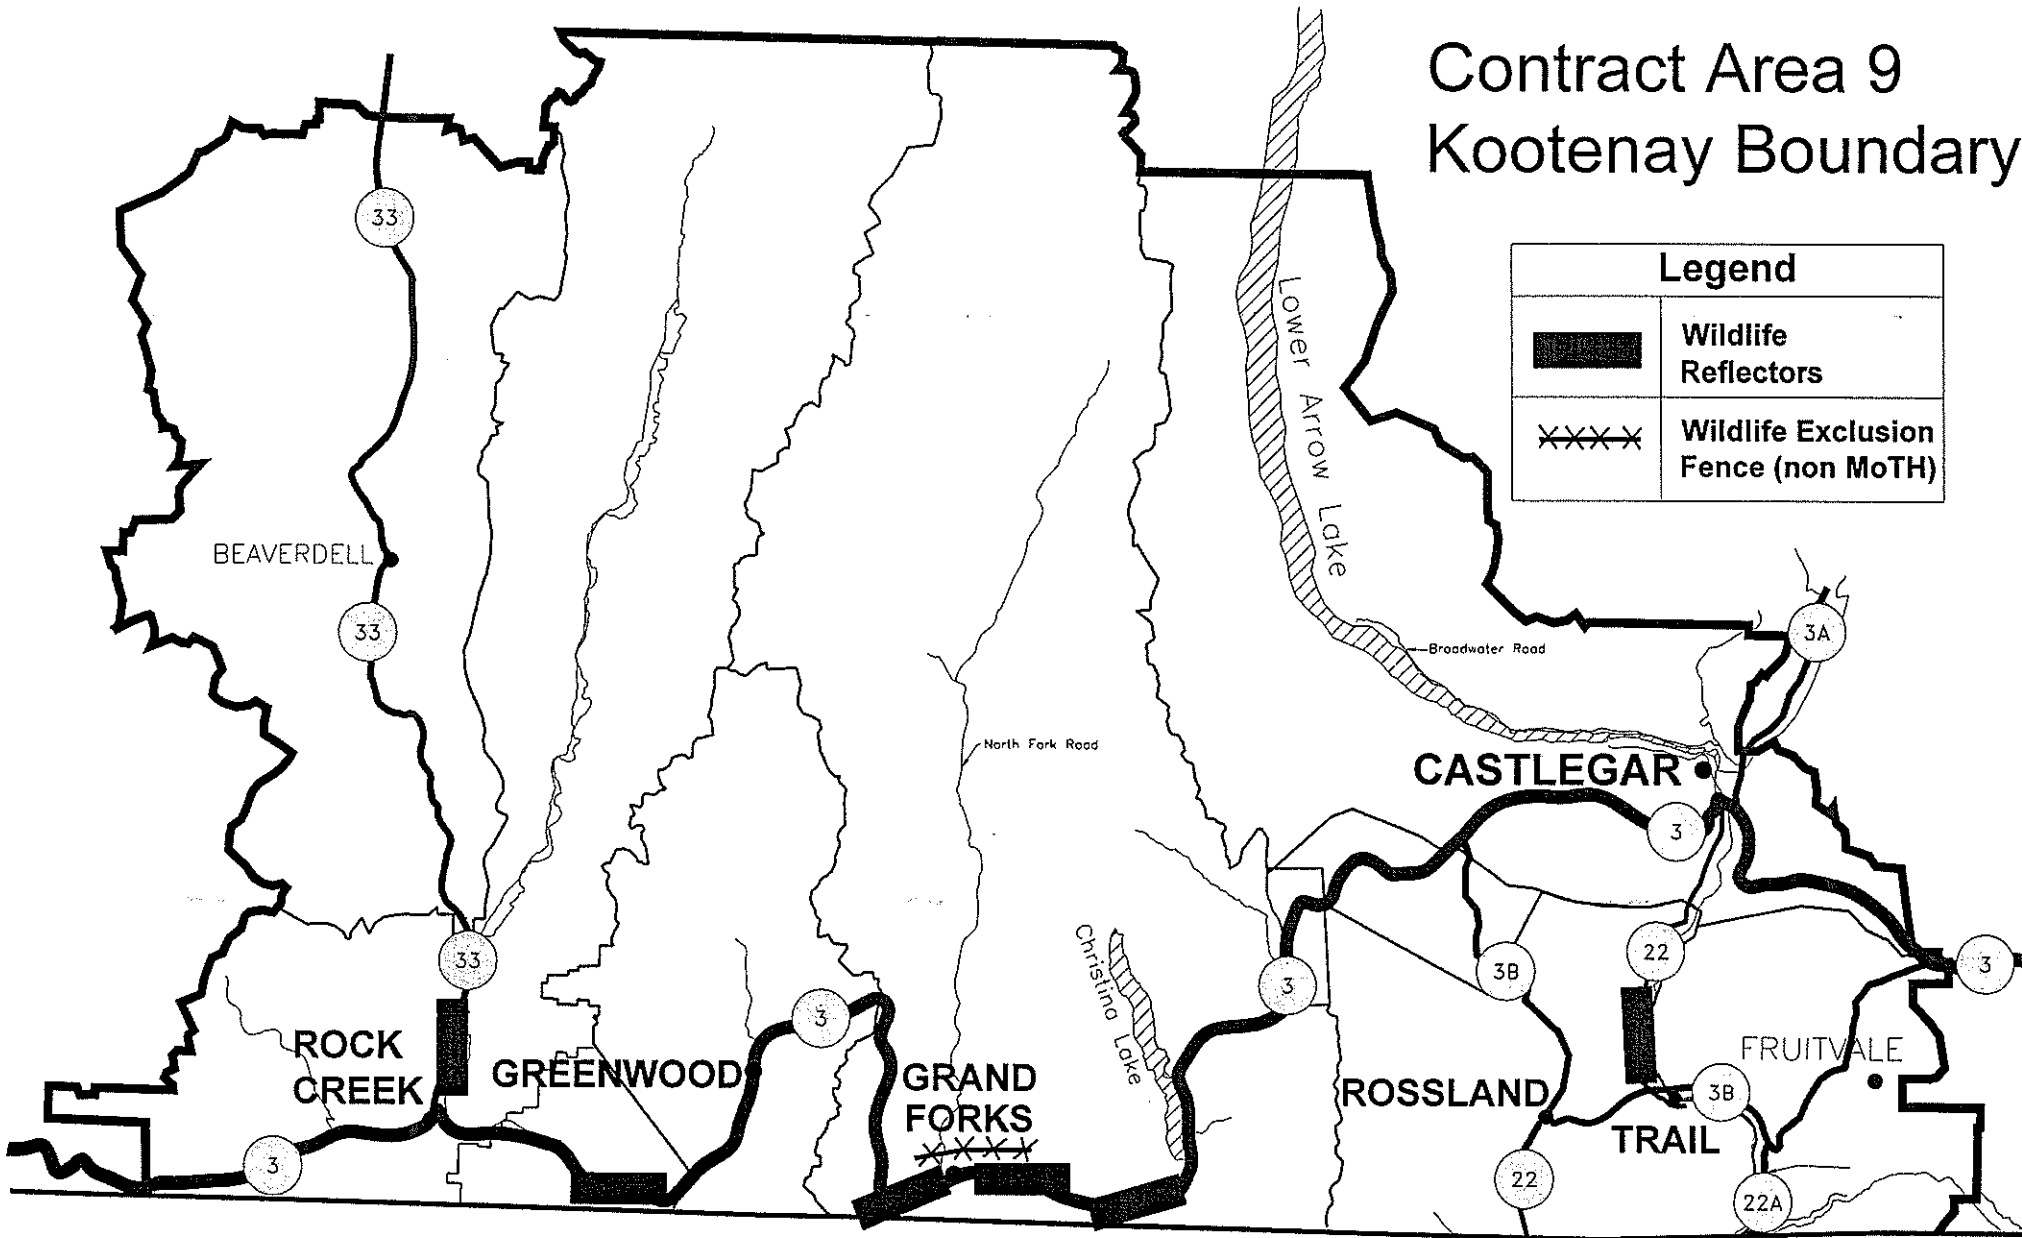 Contract Area 9
Kootenay Boundary
Legend
Wildlife
Reflectors
Wildlife Exclusion
Fence (non MoTH)
33
Lower Arrow Lake
BEAVERDELL
33
3A
Broadwater Road
North Fork Road
CASTLEGAR
3
33
Christina Lake
3
3B
22
3
3
ROCK
CREEK
GREENWOOD
GRAND
FORKS
ROSSLAND
FRUITVALE
3B
TRAIL
3
22
22A